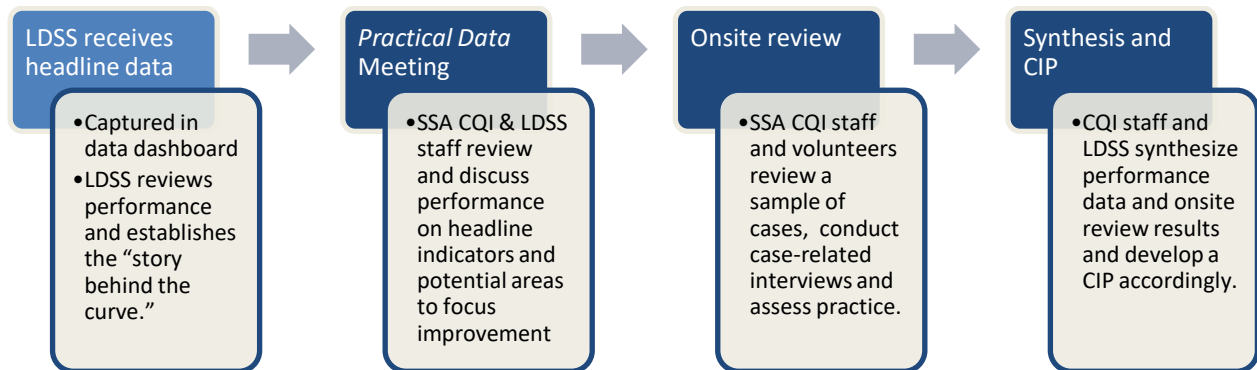 LDSS receives
headline data
•Captured in
data dashboard
•LDSS reviews
performance
and establishes
the “story
behind the
curve.”
Practical Data
Meeting
•SSA CQI & LDSS
staff review
and discuss
performance
on headline
indicators and
potential areas
to focus
improvement
Onsite review
•SSA CQI staff
and volunteers
review a
sample of
cases, conduct
case-related
interviews and
assess practice.
Synthesis and
CIP
•CQI staff and
LDSS synthesize
performance
data and onsite
review results
and develop a
CIP accordingly.